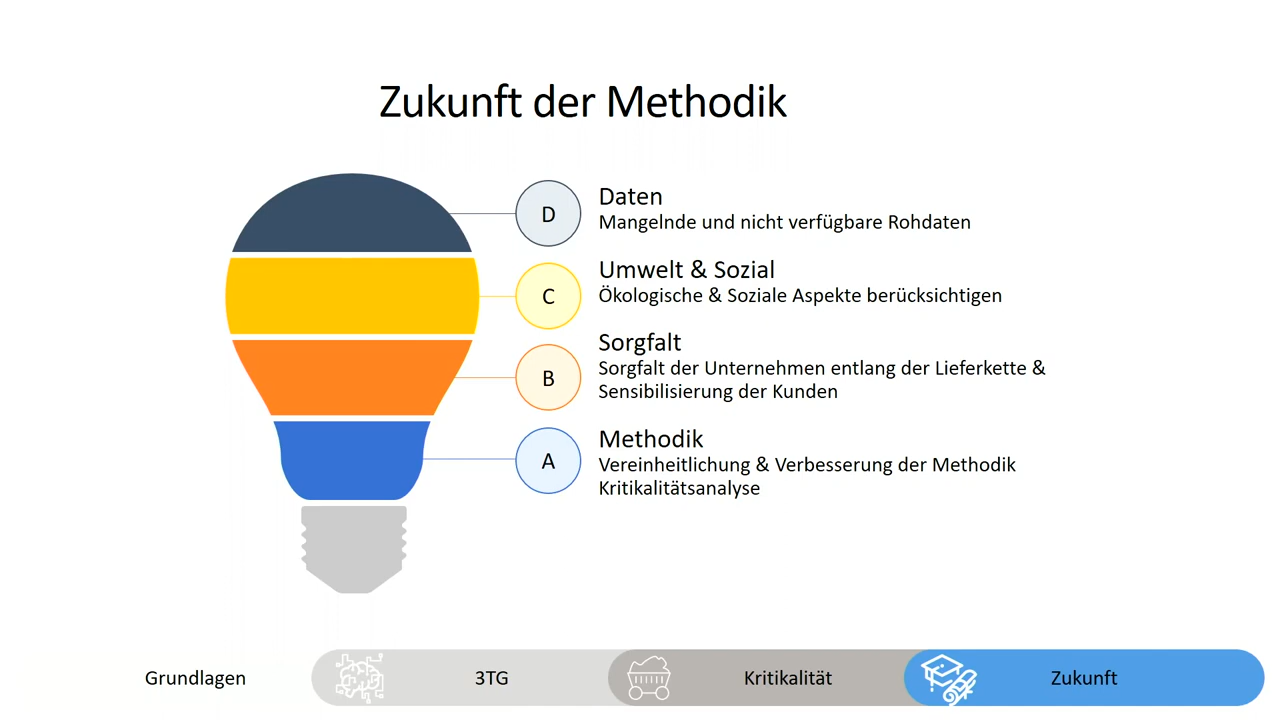 Zukunft der Methodik
D
Daten
Mangelnde und nicht verfügbare Rohdaten
C
Umwelt & Sozial
Ökologische & Soziale Aspekte berücksichtigen
B
Sorgfalt
Sorgfalt der Unternehmen entlang der Lieferkette &
Sensibilisierung der Kunden
A
Methodik
Vereinheitlichung & Verbesserung der Methodik
Kritikalitätsanalyse
Grundlagen
3TG
Kritikalität
Zukunft